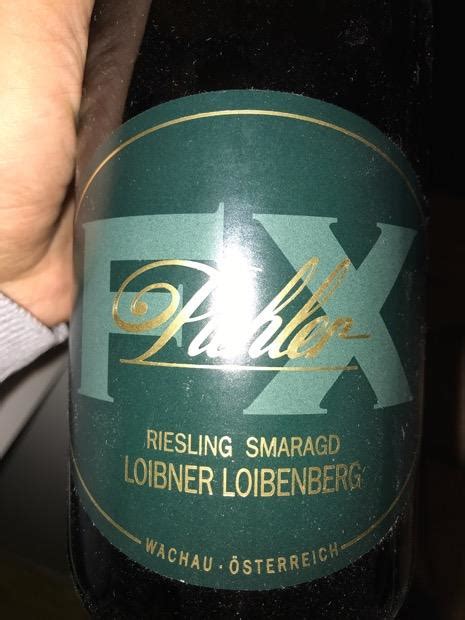 FX
Pichler
RIESLING SMARAGD
LOIBNER LOIBENBERG
WACHAU · ÖSTERREICH